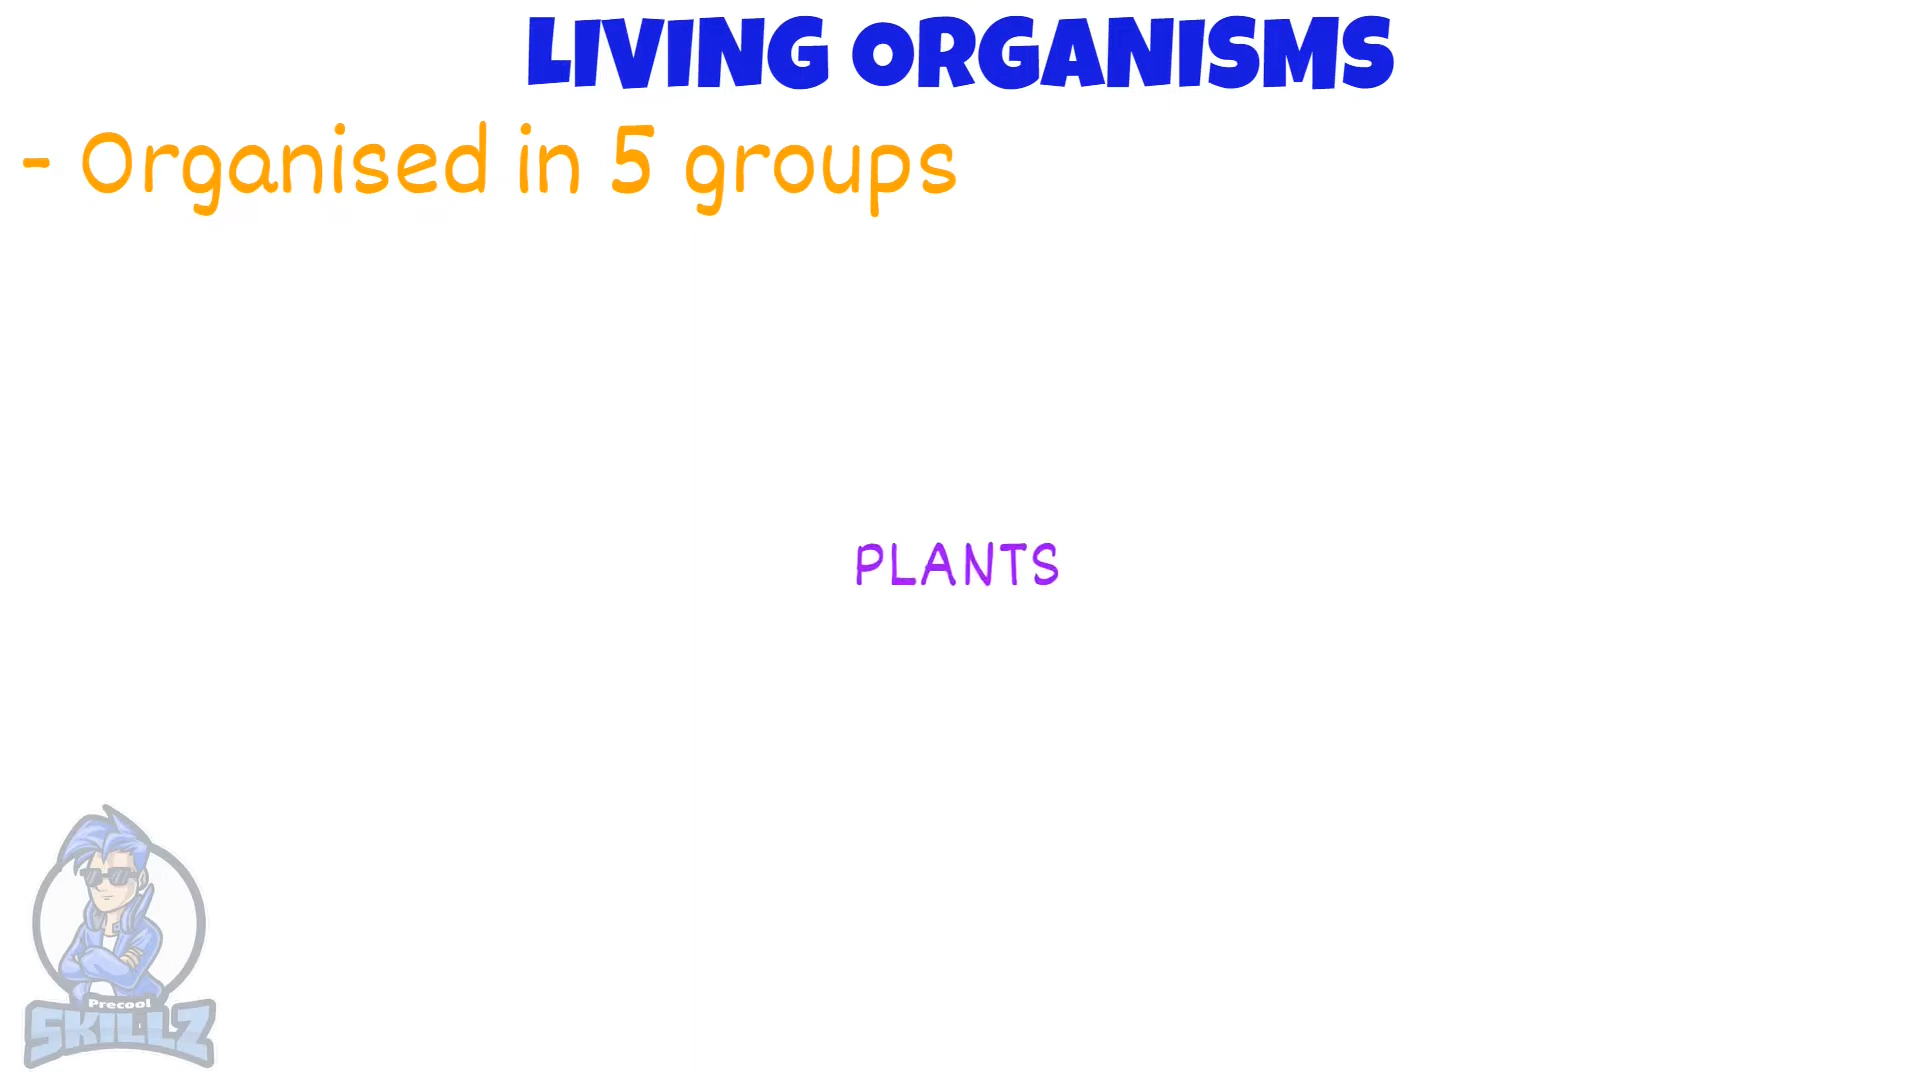 LIVING ORGANISMS
- Organised in 5 groups
PLANTS
Precool
SKILLZ